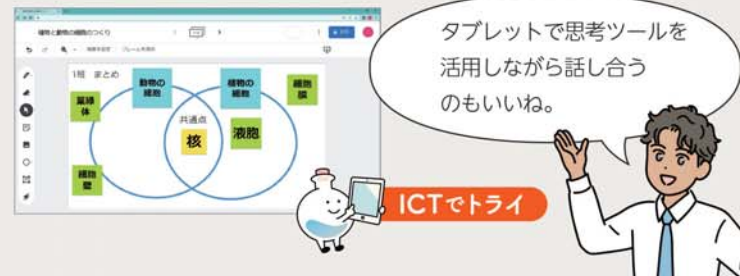 植物と動物の細胞のつくり
1班 まとめ
動物の
細胞
植物の
細胞
細胞
膜
葉緑
体
共通点
核
液胞
細胞
壁
タブレットで思考ツールを
活用しながら話し合う
のもいいね。
ICTでトライ